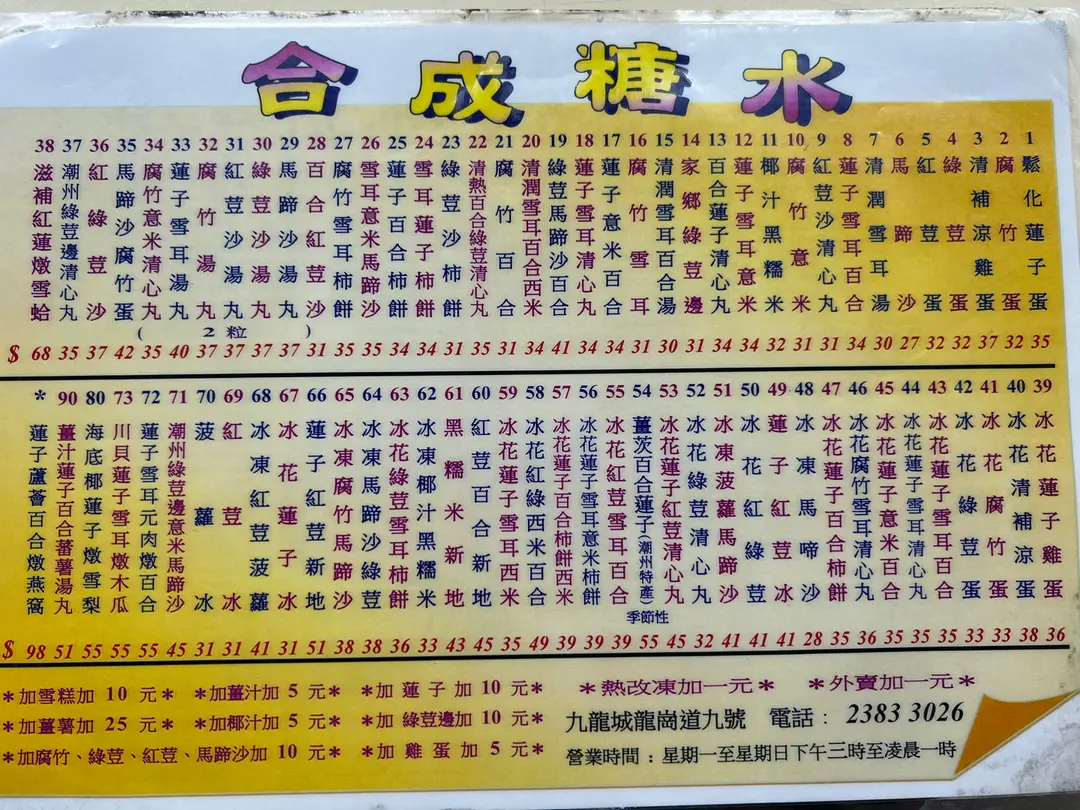 合成糖水
1 鬆化蓮子蛋 35
2 腐竹蛋 32
3 清補涼雞蛋 37
4 綠荳蛋 32
5 紅荳蛋 32
6 馬蹄沙 27
7 清潤雪耳湯 30
8 蓮子雪耳百合 34
9 紅荳沙清心丸 31
10 腐竹意米 31
11 椰汁黑糯米 32
12 蓮子雪耳意米 34
13 百合蓮子清心丸 34
14 家鄉綠荳邊 31
15 清潤雪耳百合湯 30
16 腐竹雪耳 31
17 蓮子意米百合 34
18 蓮子雪耳清心丸 34
19 綠荳馬蹄沙百合 41
20 清潤雪耳百合西米 34
21 腐竹百合 31
22 清熱百合綠荳清心丸 35
23 綠荳沙柿餅 31
24 雪耳蓮子柿餅 34
25 蓮子百合柿餅 34
26 雪耳意米馬蹄沙 35
27 腐竹雪耳柿餅 35
28 百合紅荳沙 31
29 馬蹄沙湯丸 37
30 綠荳沙湯丸 37
31 紅荳沙湯丸 37
32 腐竹湯丸 37
33 蓮子雪耳湯丸 40
34 腐竹意米清心丸 35
35 馬蹄沙腐竹蛋 42
36 紅綠荳沙 37
37 潮州綠荳邊清心丸 35
38 滋補紅蓮燉雪蛤 68
( 2粒 )
$
39 冰花蓮子雞蛋 36
40 冰花清補涼蛋 38
41 冰花腐竹蛋 33
42 冰花綠荳蛋 33
43 冰花蓮子雪耳百合 35
44 冰花蓮子雪耳清心丸 35
45 冰花蓮子意米百合 35
46 冰花腐竹雪耳清心丸 36
47 冰花蓮子百合柿餅 35
48 冰凍馬啼沙 28
49 蓮子紅荳冰 41
50 冰花紅綠荳 41
51 冰凍菠蘿馬蹄沙 41
52 冰花綠荳清心丸 32
53 冰花蓮子紅荳清心丸 45
54 薑茨百合蓮子(潮州特產) 季節性 55
55 冰花紅荳雪耳百合 39
56 冰花蓮子雪耳意米柿餅 39
57 冰花蓮子百合柿餅西米 39
58 冰花紅綠西米百合 49
59 冰花蓮子雪耳西米 35
60 紅荳百合新地 45
61 黑糯米新地 43
62 冰凍椰汁黑糯米 33
63 冰花綠荳雪耳柿餅 36
64 冰凍馬蹄沙綠荳 38
65 冰凍腐竹馬蹄沙 38
66 蓮子紅荳新地 51
67 冰花蓮子冰 31
68 冰凍紅荳菠蘿 41
69 紅荳冰 31
70 菠蘿冰 31
71 潮州綠荳邊意米馬蹄沙 45
72 蓮子雪耳元肉燉百合 55
73 川貝蓮子雪耳燉木瓜 55
80 海底椰蓮子燉雪梨 55
90 薑汁蓮子百合蕃薯湯丸 51
* 蓮子蘆薈百合燉燕窩 98
$
*加雪糕加 10 元* *加薑汁加 5 元* *加蓮子加 10 元*
*加薑薯加 25 元* *加椰汁加 5 元* *加綠荳邊加 10 元*
*加腐竹、綠荳、紅荳、馬蹄沙加 10 元* *加雞蛋加 5 元*
*熱改凍加一元* *外賣加一元*
九龍城龍崗道九號 電話： 2383 3026
營業時間：星期一至星期日下午三時至凌晨一時